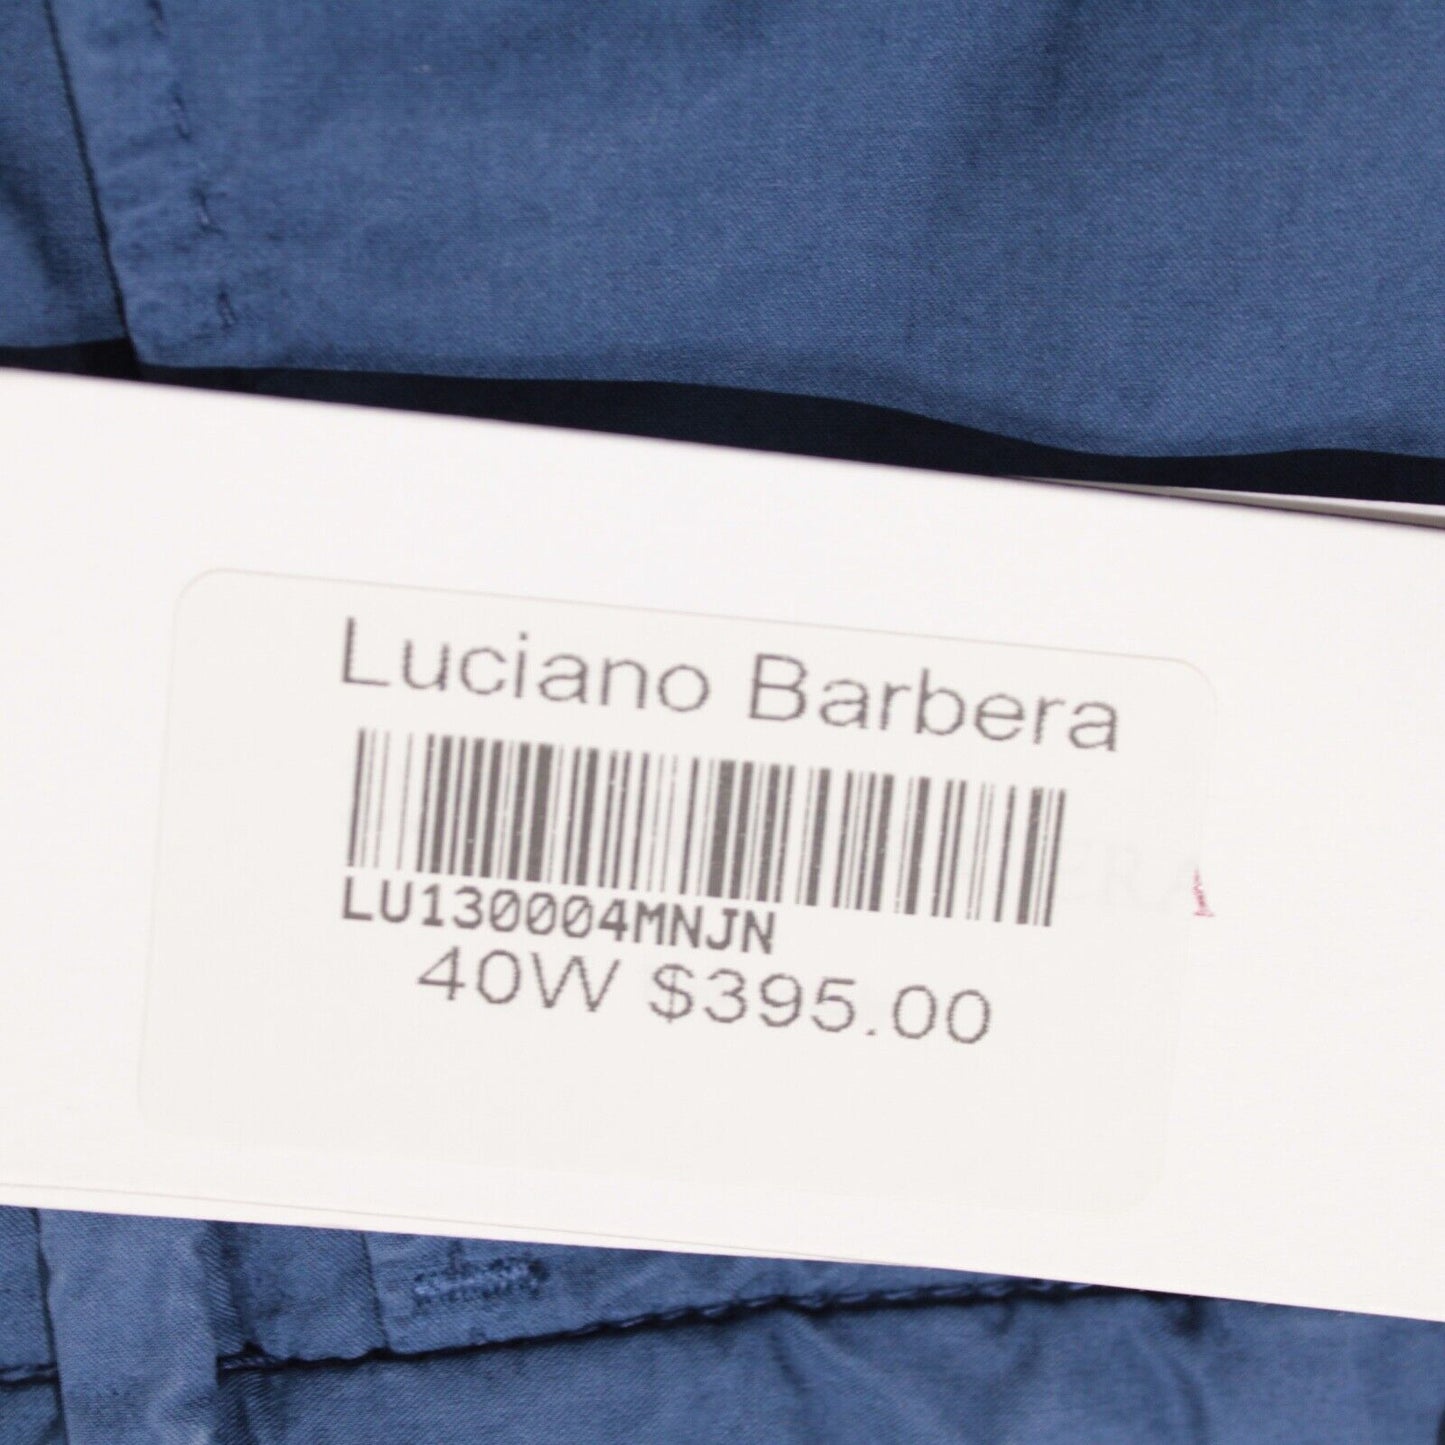 Luciano Barbera
LU130004MNJN
40W $395.00